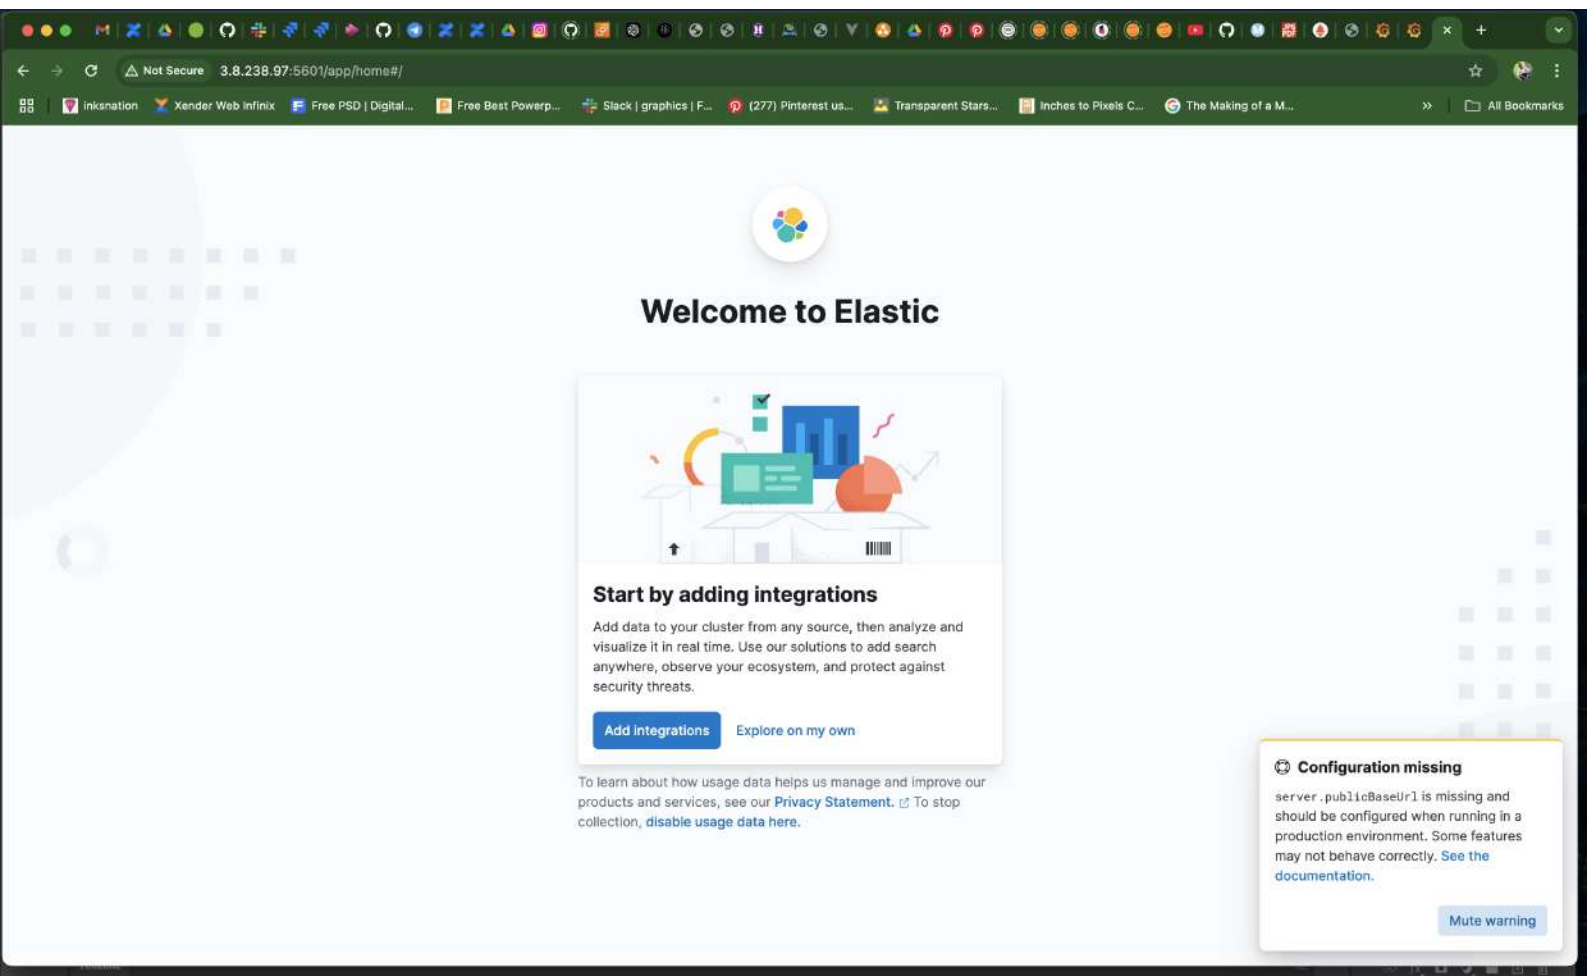 Not Secure 3.8.238.97:5601/app/home#/
inksnation Xender Web Infinix Free PSD | Digital... Free Best Powerp... Slack | graphics | F... (277) Pinterest us... Transparent Stars... Inches to Pixels C... The Making of a M... » All Bookmarks
Welcome to Elastic
Start by adding integrations
Add data to your cluster from any source, then analyze and
visualize it in real time. Use our solutions to add search
anywhere, observe your ecosystem, and protect against
security threats.
Add integrations Explore on my own
To learn about how usage data helps us manage and improve our
products and services, see our Privacy Statement. To stop
collection, disable usage data here.
Configuration missing
server.publicBaseUrl is missing and
should be configured when running in a
production environment. Some features
may not behave correctly. See the
documentation.
Mute warning